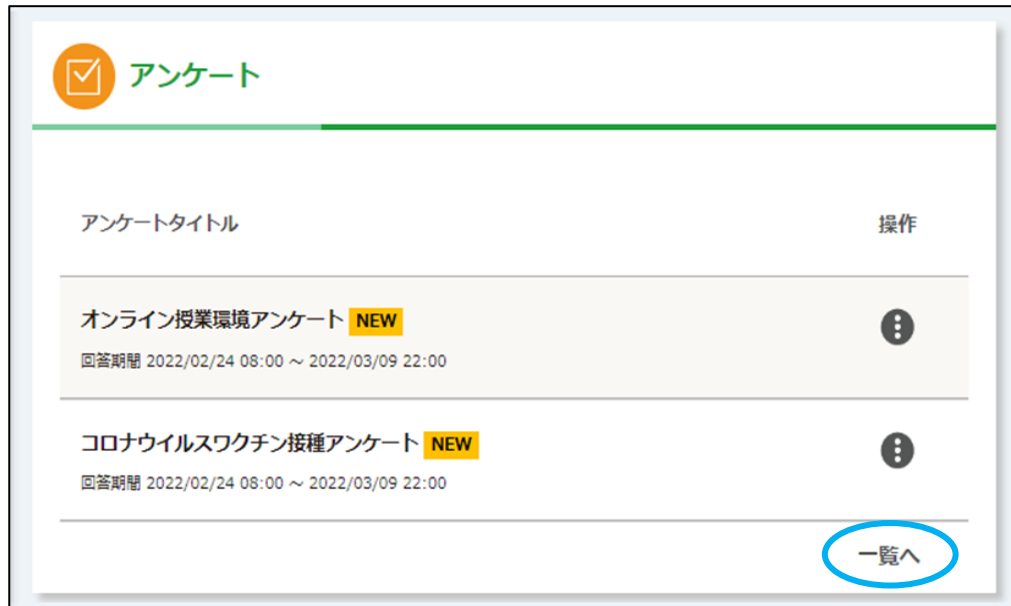 アンケート
アンケートタイトル 操作
オンライン授業環境アンケート NEW
回答期間 2022/02/24 08:00 ～ 2022/03/09 22:00
コロナウイルスワクチン接種アンケート NEW
回答期間 2022/02/24 08:00 ～ 2022/03/09 22:00
一覧へ